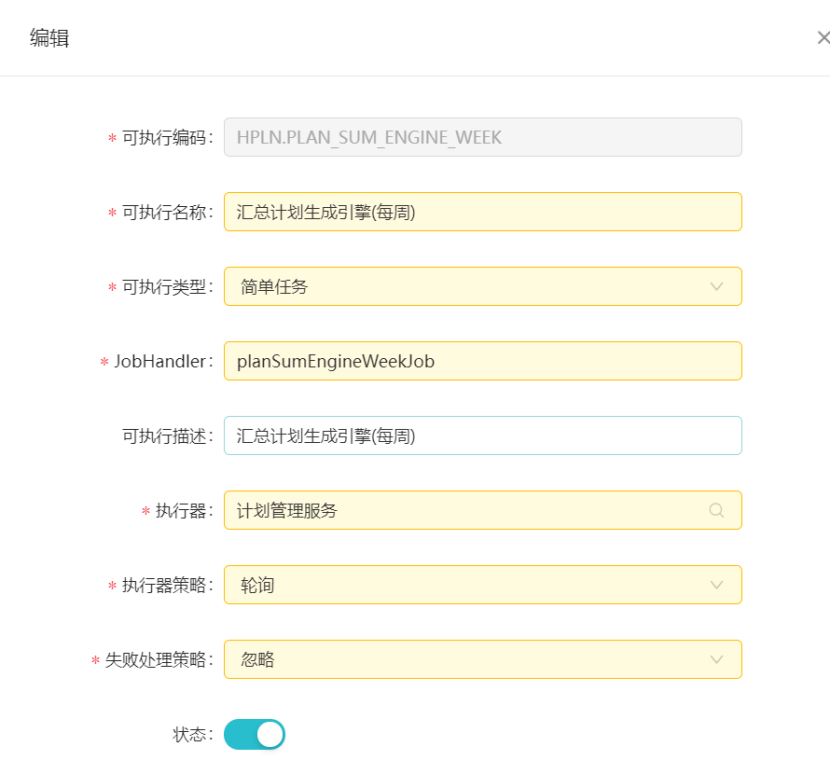 编辑
* 可执行编码: HPLN.PLAN_SUM_ENGINE_WEEK
* 可执行名称: 汇总计划生成引擎(每周)
* 可执行类型: 简单任务
* JobHandler: planSumEngineWeekJob
可执行描述: 汇总计划生成引擎(每周)
* 执行器: 计划管理服务
* 执行器策略: 轮询
* 失败处理策略: 忽略
状态: